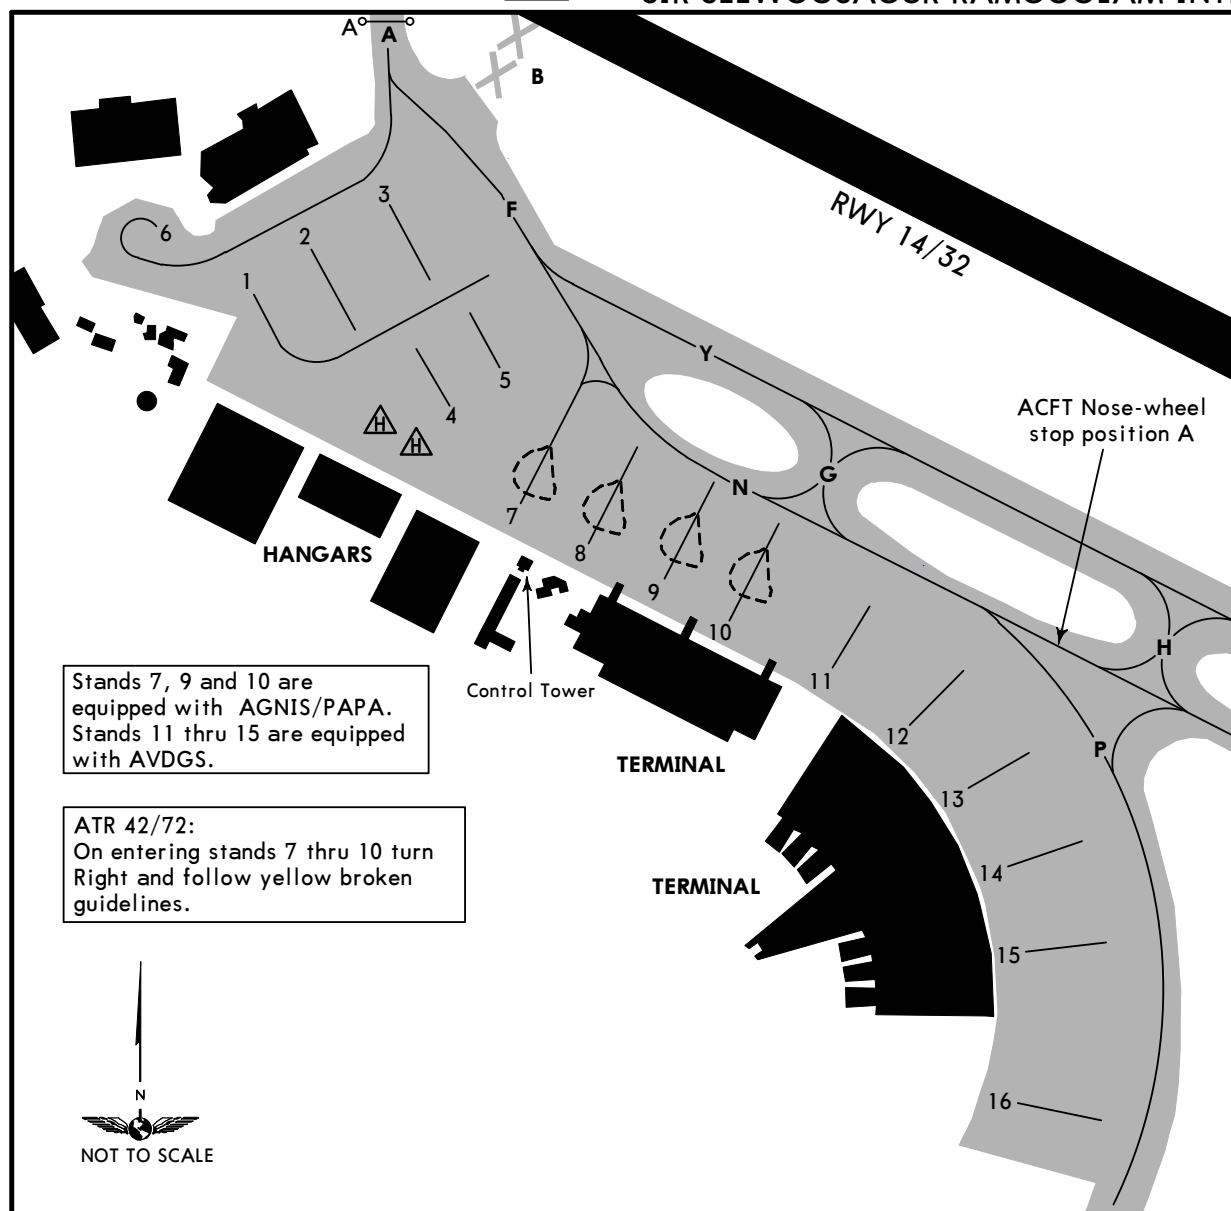 A
A
B
3
F
6
2
RWY 14/32
1
Y
5
ACFT Nose-wheel
stop position A
4
H
H
G
N
7
8
HANGARS
9
10
H
11
Control Tower
Stands 7, 9 and 10 are
equipped with AGNIS/PAPA.
Stands 11 thru 15 are equipped
with AVDGS.
12
P
TERMINAL
13
ATR 42/72:
On entering stands 7 thru 10 turn
Right and follow yellow broken
guidelines.
14
TERMINAL
15
N
16
NOT TO SCALE